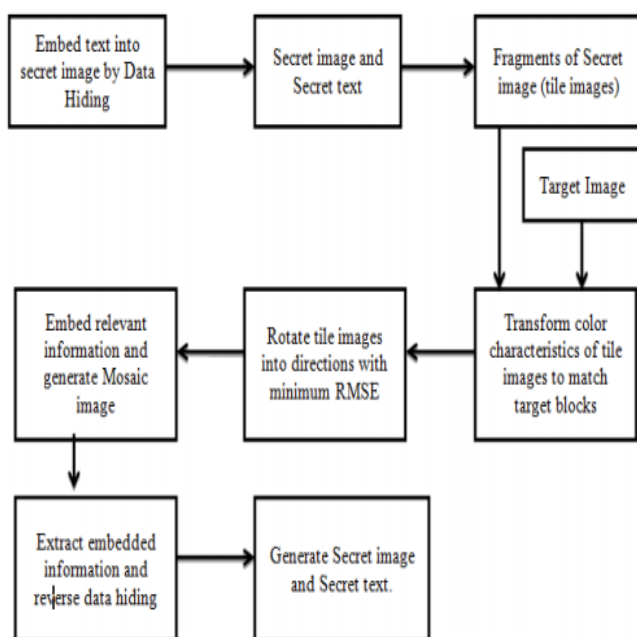 Embed text into
secret image by Data
Hiding
Secret image and
Secret text
Fragments of Secret
image (tile images)
Target Image
Transform color
characteristics of tile
images to match
target blocks
Rotate tile images
into directions with
minimum RMSE
Embed relevant
information and
generate Mosaic
image
Extract embedded
information and
reverse data hiding
Generate Secret image
and Secret text.